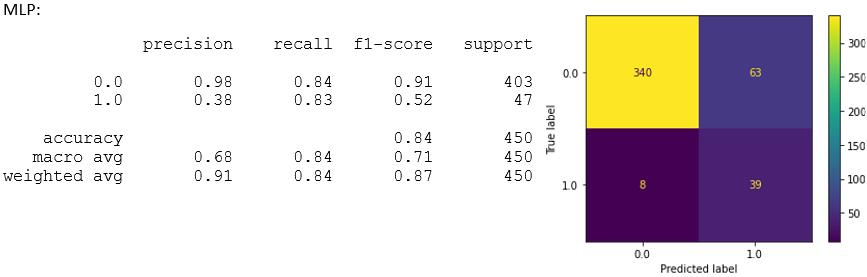 MLP:
precision recall f1-score support
0.0 0.98 0.84 0.91 403
1.0 0.38 0.83 0.52 47
accuracy 0.84 450
macro avg 0.68 0.84 0.71 450
weighted avg 0.91 0.84 0.87 450
True label
0.0
1.0
340 63
8 39
0.0 1.0
Predicted label
300
250
200
150
100
50